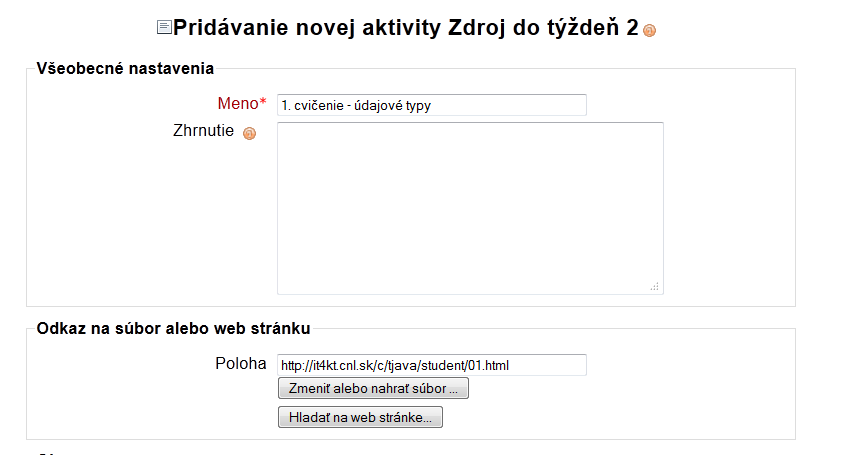 Pridávanie novej aktivity Zdroj do týždeň 2
Všeobecné nastavenia
Meno*
1. cvičenie - údajové typy
Zhrnutie
Odkaz na súbor alebo web stránku
Poloha
http://it4kt.cnl.sk/c/tjava/student/01.html
Zmeniť alebo nahrať súbor ...
Hladať na web stránke...